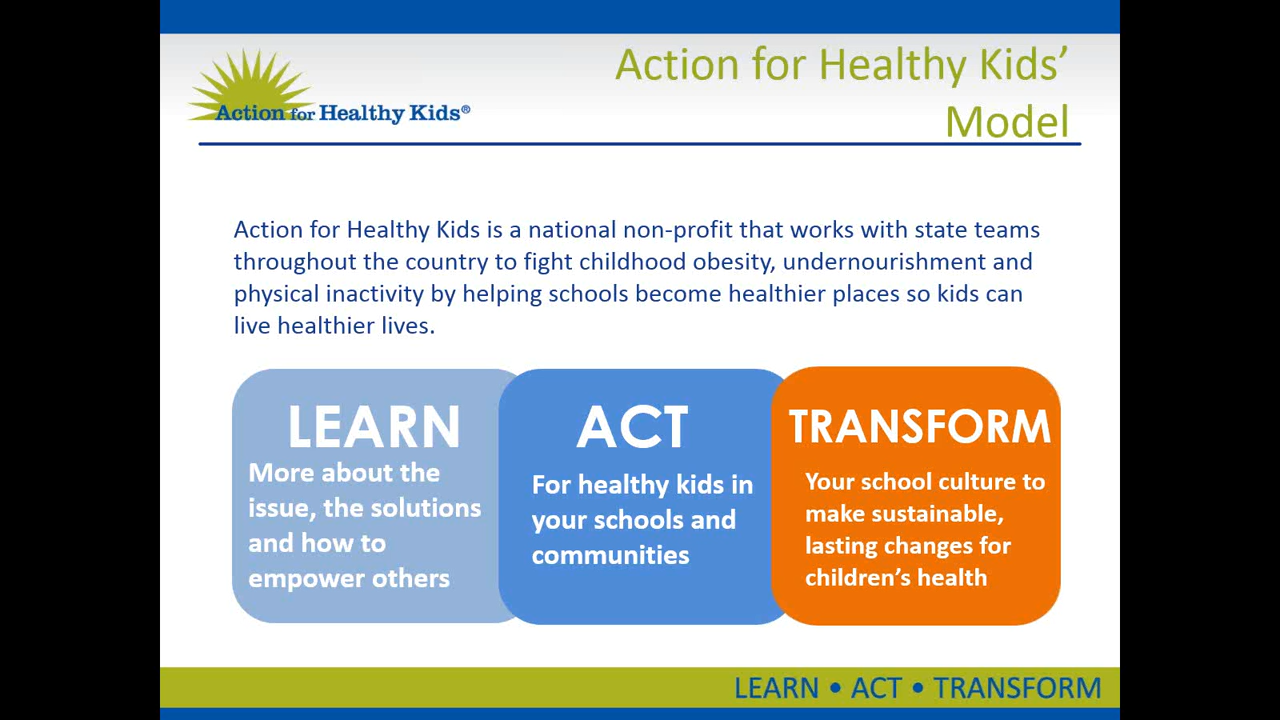 Action for Healthy Kids’
Model
Action for Healthy Kids®
Action for Healthy Kids is a national non-profit that works with state teams
throughout the country to fight childhood obesity, undernourishment and
physical inactivity by helping schools become healthier places so kids can
live healthier lives.
LEARN
More about the
issue, the solutions
and how to
empower others
ACT
For healthy kids in
your schools and
communities
TRANSFORM
Your school culture to
make sustainable,
lasting changes for
children’s health
LEARN • ACT • TRANSFORM